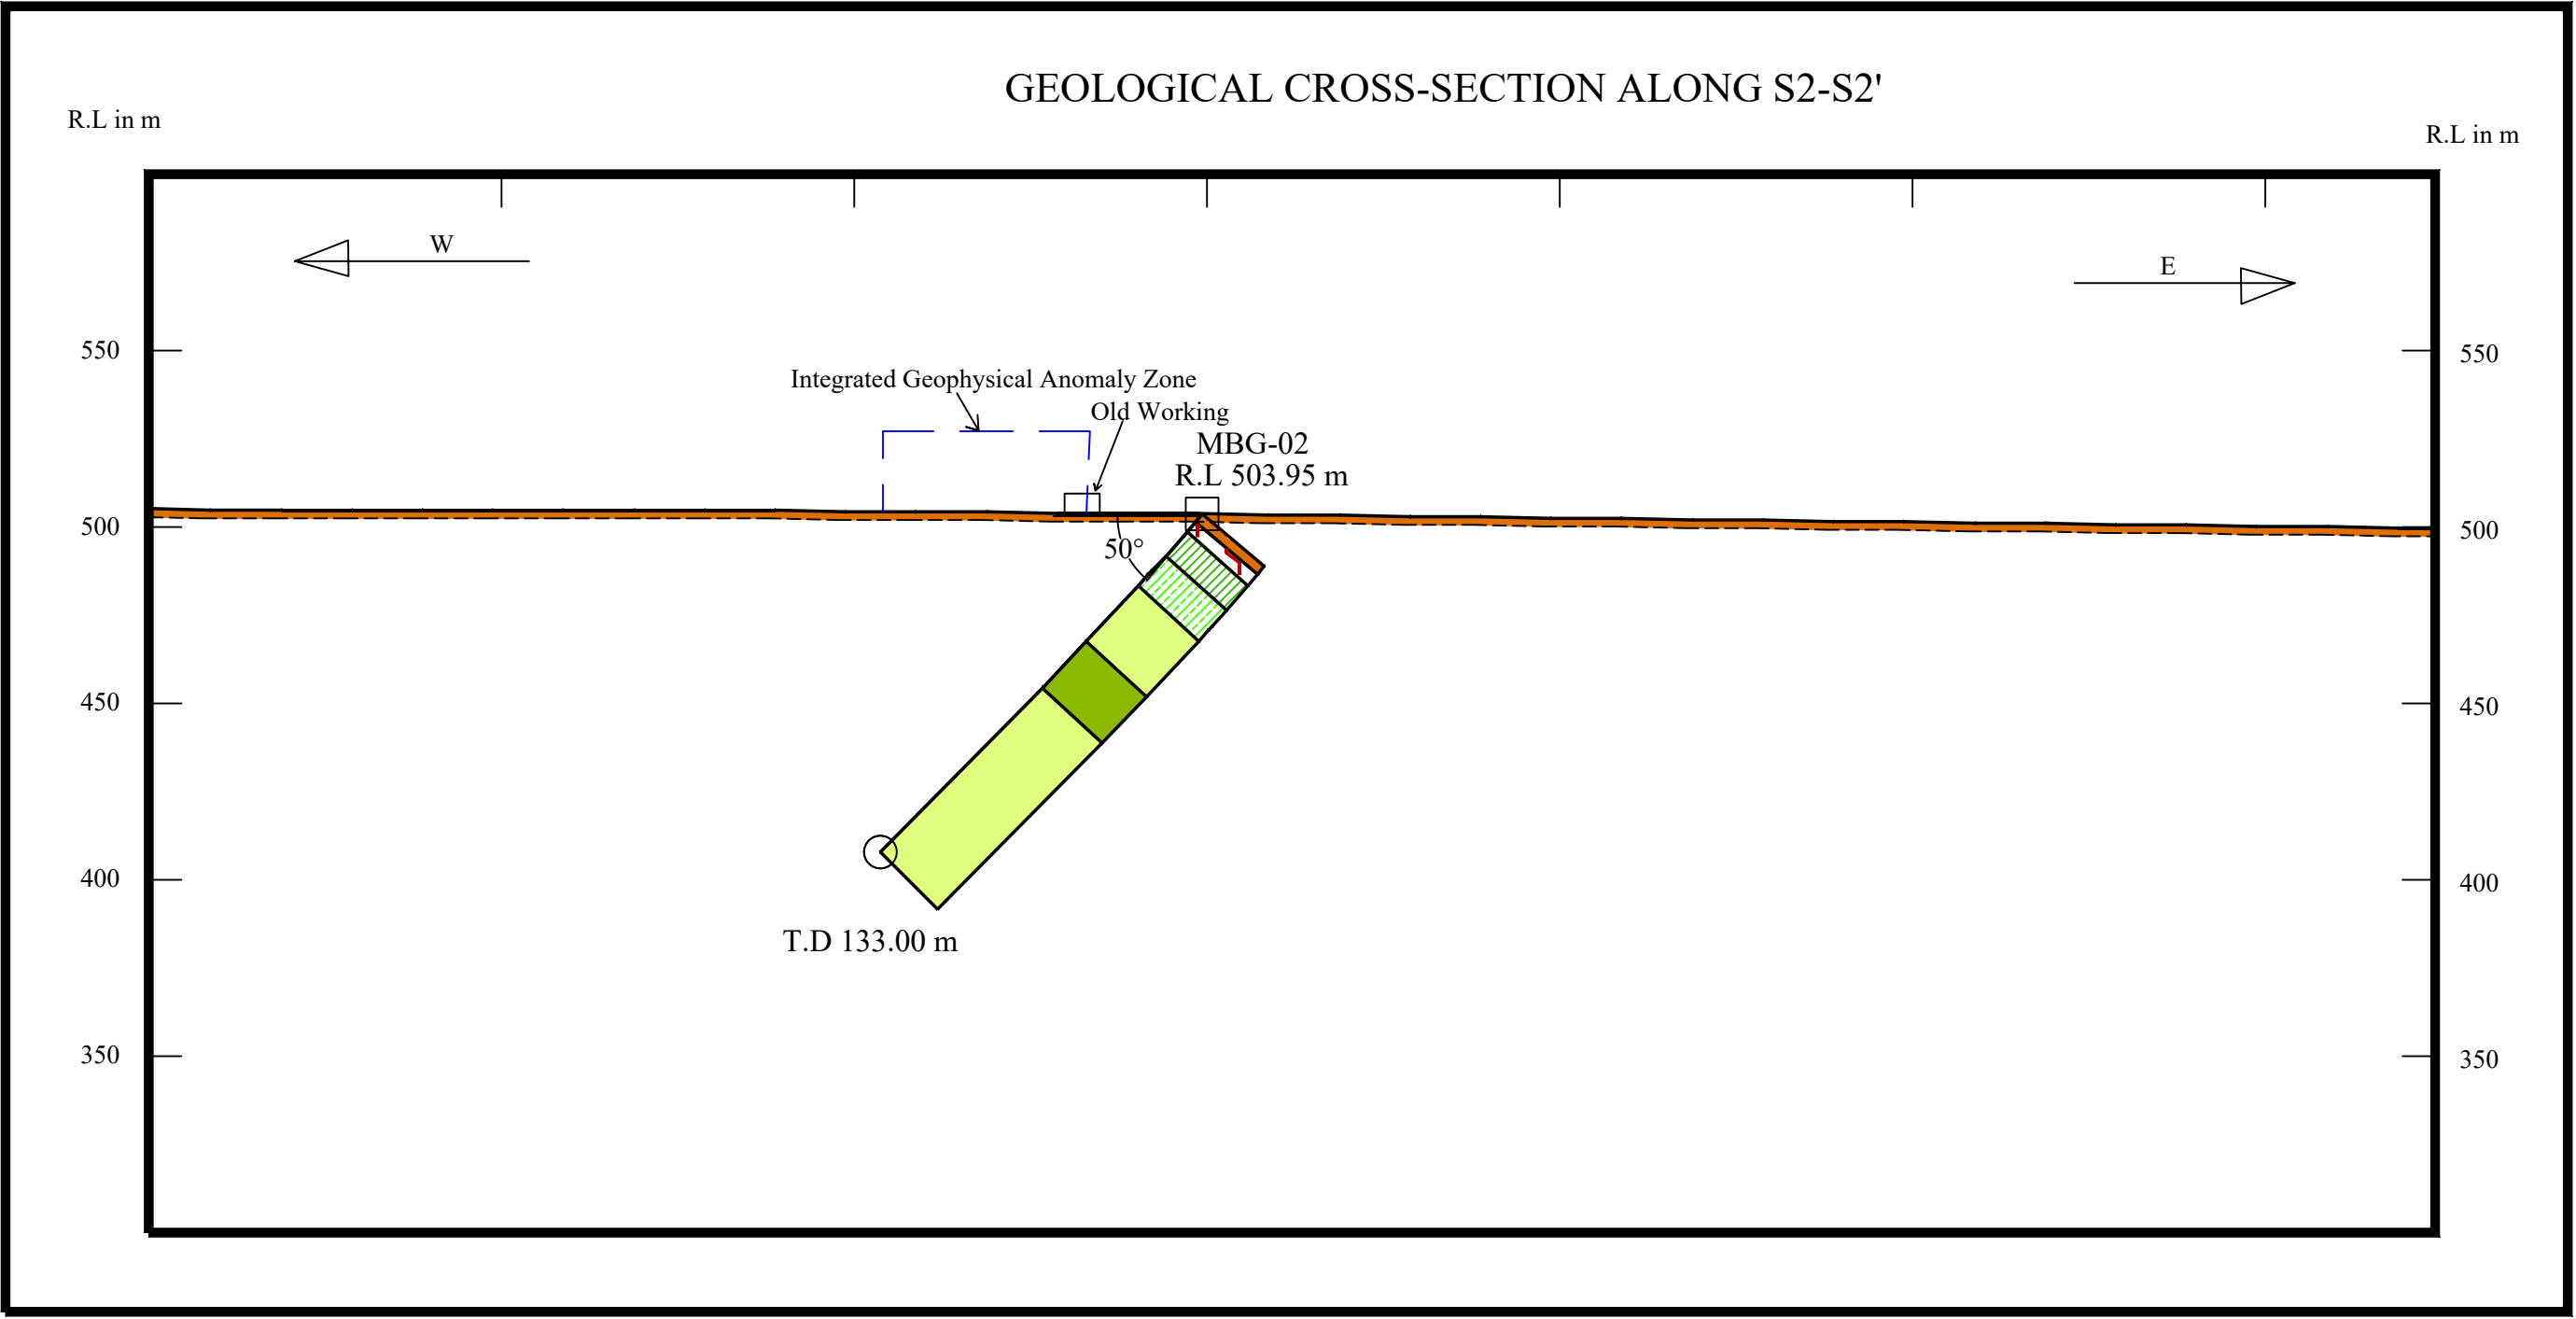 GEOLOGICAL CROSS-SECTION ALONG S2-S2'
R.L in m
R.L in m
W
E
550
550
Integrated Geophysical Anomaly Zone
Old Working
MBG-02
R.L 503.95 m
500
500
50°
450
450
400
400
T.D 133.00 m
350
350